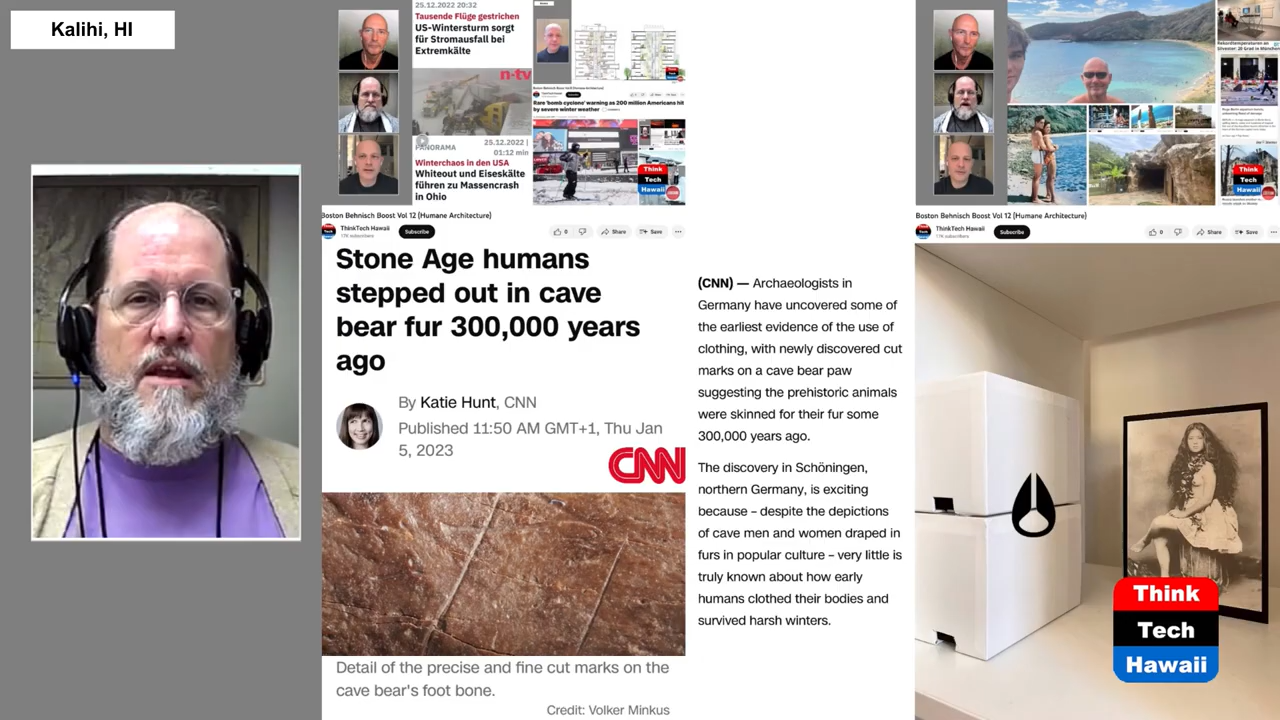 Kalihi, HI
25.12.2022 20:32
Tausende Flüge gestrichen
US-Wintersturm sorgt
für Stromausfall bei
Extremkälte
n-tv
PANORAMA
25.12.2022 |
01:12 min
Winterchaos in den USA
Whiteout und Eiseskälte
führen zu Massencrash
in Ohio
Rare 'bomb cyclone' warning as 200 million Americans hit
by severe winter weather
Think
Tech
Hawaii
Boston Behnisch Boost Vol 12 (Humane Architecture)
ThinkTech Hawaii
17K subscribers
Subscribe
0
Share
Save
Stone Age humans
stepped out in cave
bear fur 300,000 years
ago
By Katie Hunt, CNN
Published 11:50 AM GMT+1, Thu Jan
5, 2023
CNN
Detail of the precise and fine cut marks on the
cave bear's foot bone.
Credit: Volker Minkus
(CNN) — Archaeologists in
Germany have uncovered some of
the earliest evidence of the use of
clothing, with newly discovered cut
marks on a cave bear paw
suggesting the prehistoric animals
were skinned for their fur some
300,000 years ago.
The discovery in Schöningen,
northern Germany, is exciting
because – despite the depictions
of cave men and women draped in
furs in popular culture – very little is
truly known about how early
humans clothed their bodies and
survived harsh winters.
Think
Tech
Hawaii
Boston Behnisch Boost Vol 12 (Humane Architecture)
ThinkTech Hawaii
17K subscribers
Subscribe
0
Share
Save
Think
Tech
Hawaii